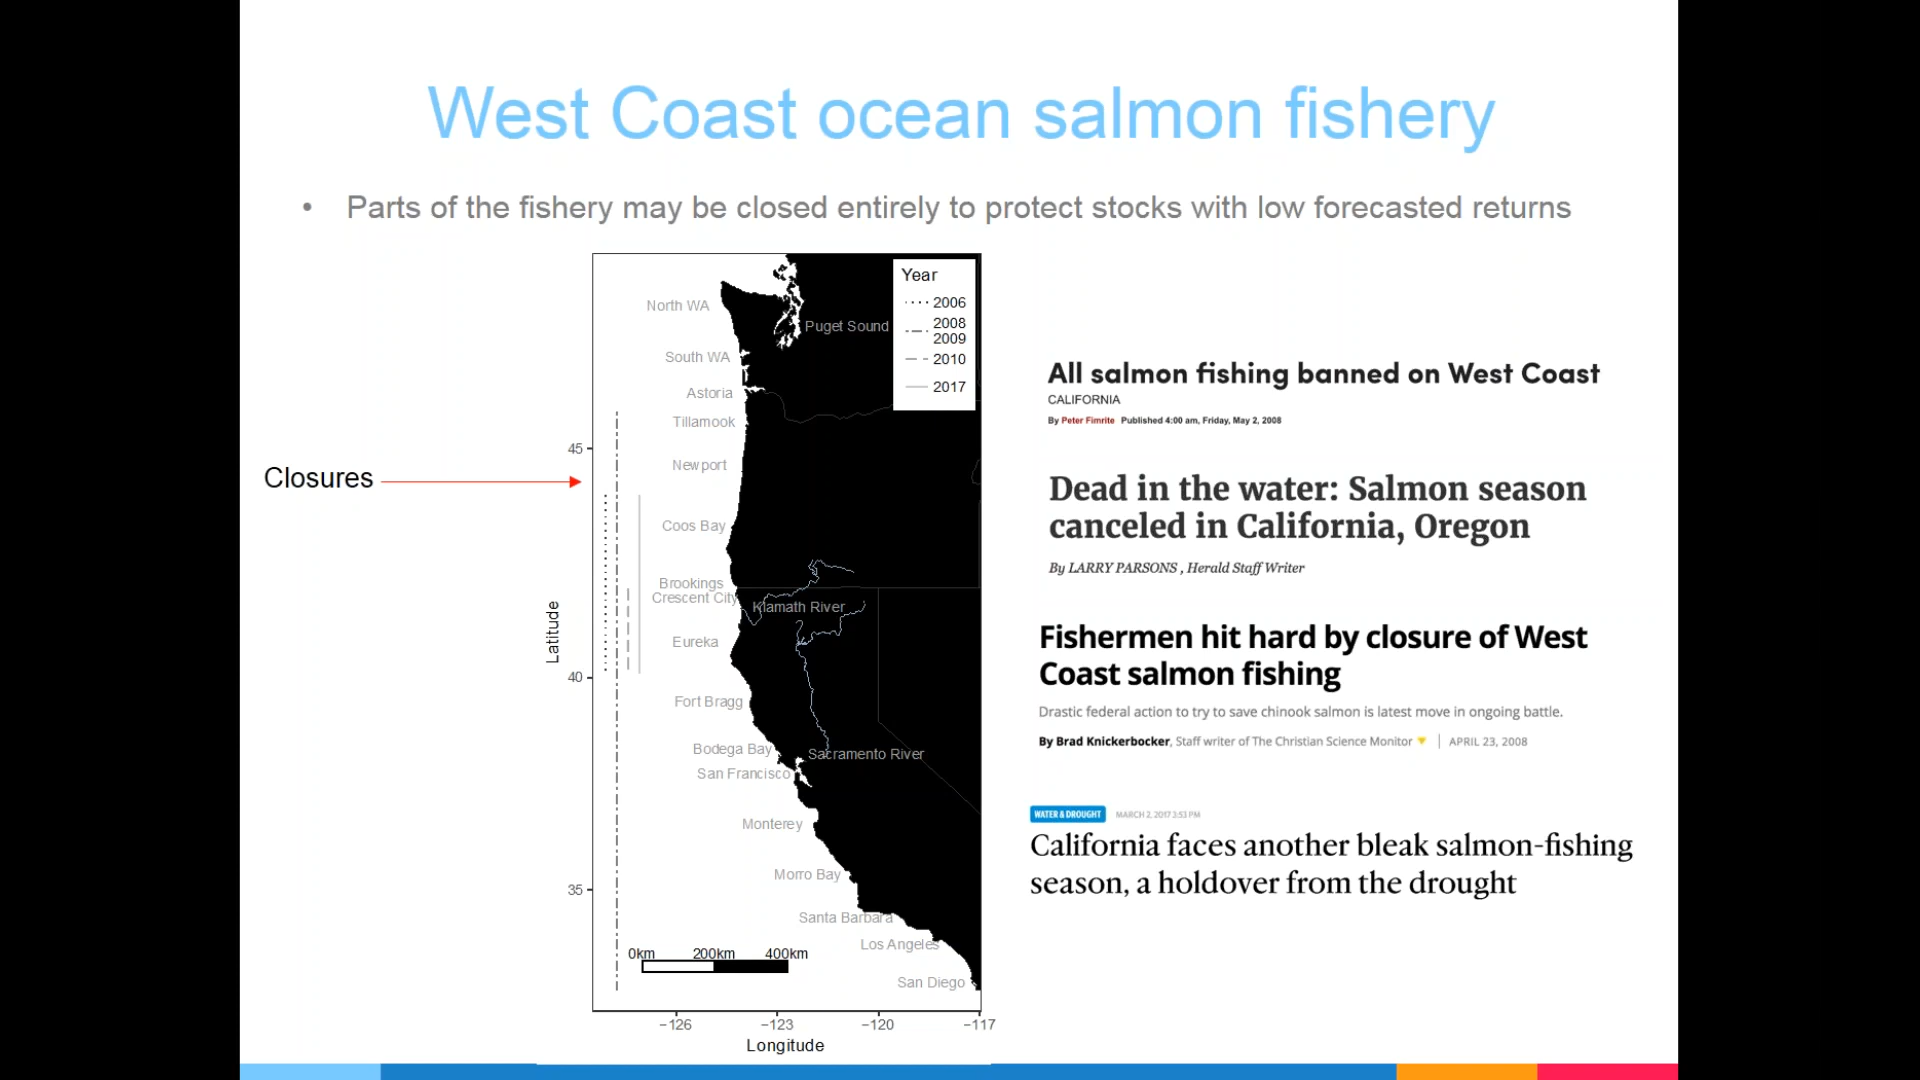 West Coast ocean salmon fishery
• Parts of the fishery may be closed entirely to protect stocks with low forecasted returns
Closures
Latitude
45
40
35
North WA
South WA
Astoria
Tillamook
Newport
Coos Bay
Brookings
Crescent City
Eureka
Fort Bragg
Bodega Bay
San Francisco
Monterey
Morro Bay
Santa Barbara
Los Angeles
San Diego
Puget Sound
Klamath River
Sacramento River
Year
2006
2008
2009
2010
2017
0km 200km 400km
−126 −123 −120 −117
Longitude
All salmon fishing banned on West Coast
CALIFORNIA
By Peter Fimrite Published 4:00 am, Friday, May 2, 2008
Dead in the water: Salmon season
canceled in California, Oregon
By LARRY PARSONS , Herald Staff Writer
Fishermen hit hard by closure of West
Coast salmon fishing
Drastic federal action to try to save chinook salmon is latest move in ongoing battle.
By Brad Knickerbocker, Staff writer of The Christian Science Monitor | APRIL 23, 2008
WATER & DROUGHT MARCH 2, 2017 3:53 PM
California faces another bleak salmon-fishing
season, a holdover from the drought